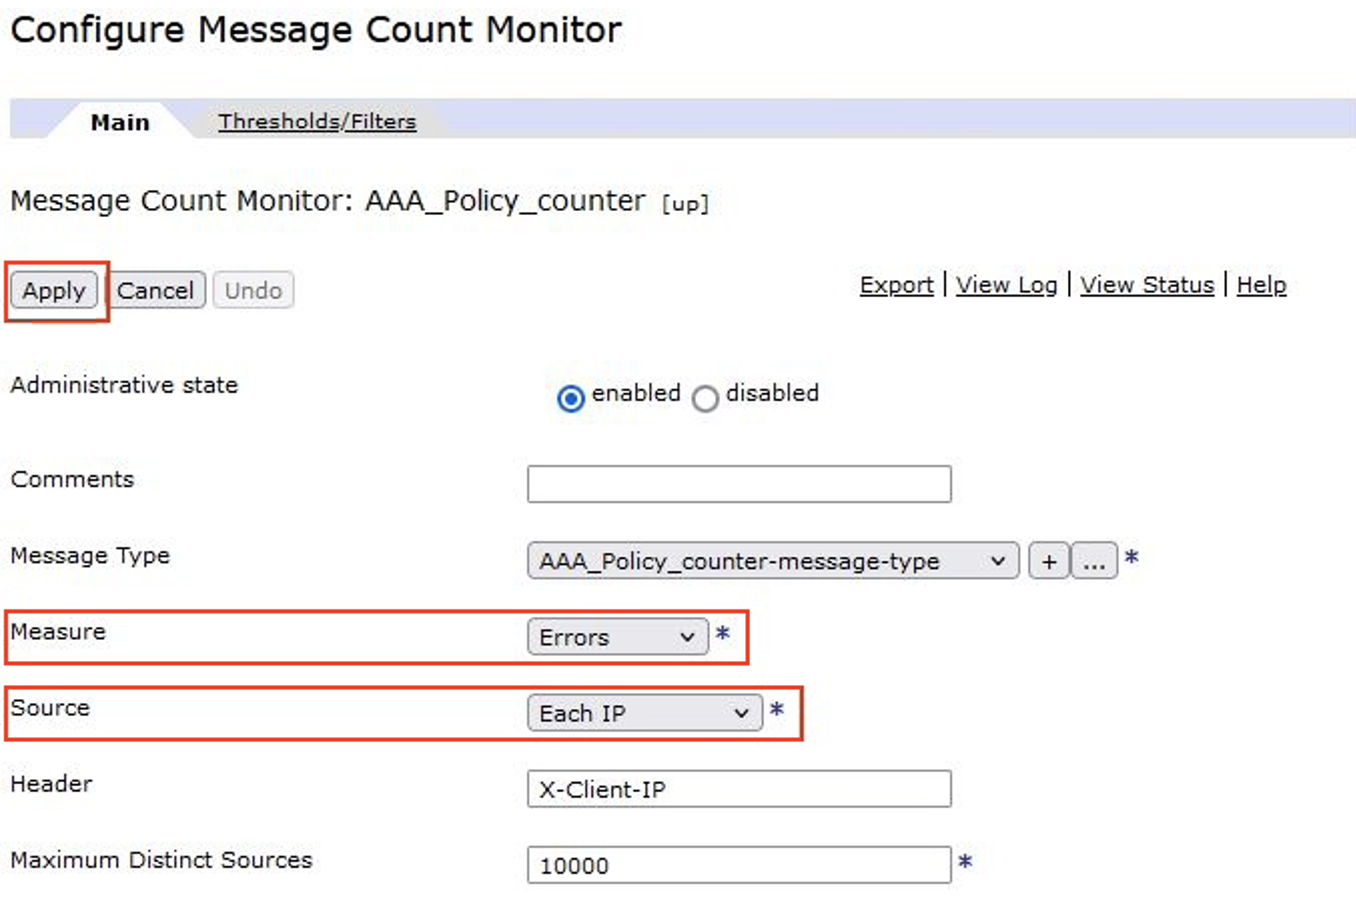 Configure Message Count Monitor
Main Thresholds/Filters
Message Count Monitor: AAA_Policy_counter [up]
Apply Cancel Undo Export | View Log | View Status | Help
Administrative state enabled disabled
Comments
Message Type AAA_Policy_counter-message-type + ... *
Measure Errors *
Source Each IP *
Header X-Client-IP
Maximum Distinct Sources 10000 *